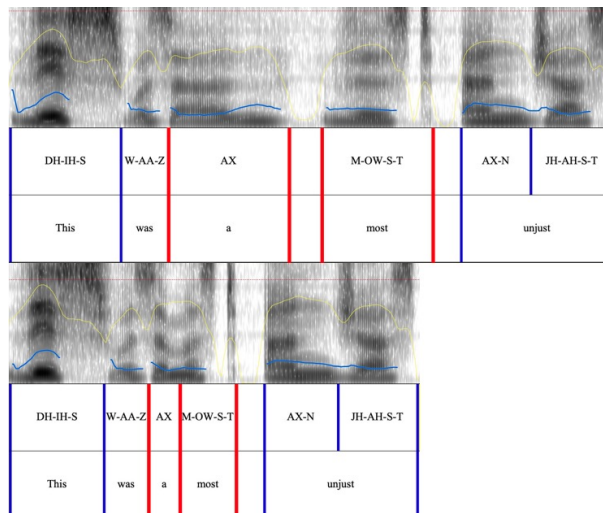 DH-IH-S W-AA-Z AX M-OW-S-T AX-N JH-AH-S-T
This was a most unjust
DH-IH-S W-AA-Z AX M-OW-S-T AX-N JH-AH-S-T
This was a most unjust